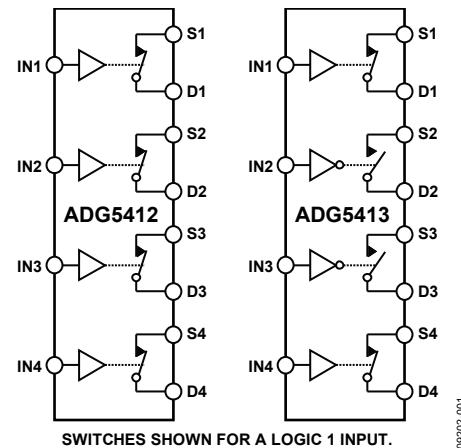 S1
IN1
D1
S2
IN2
D2
ADG5412
S3
IN3
D3
S4
IN4
D4
S1
IN1
D1
S2
IN2
D2
ADG5413
S3
IN3
D3
S4
IN4
D4
SWITCHES SHOWN FOR A LOGIC 1 INPUT.